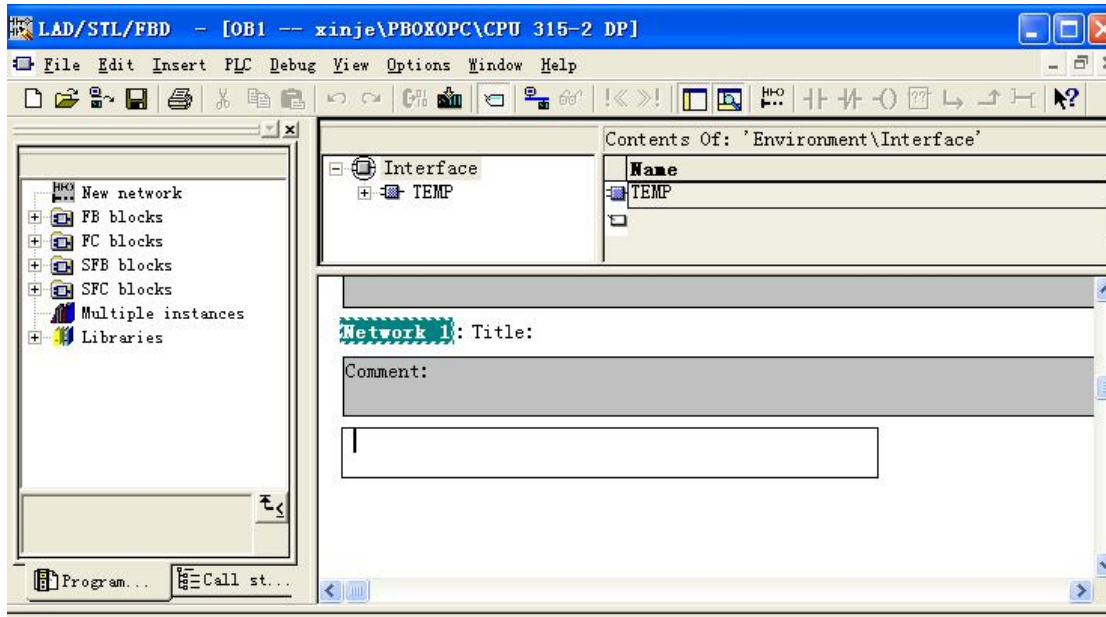 LAD/STL/FBD - [OB1 -- xinje\PBOXOPC\CPU 315-2 DP]
File Edit Insert PLC Debug View Options Window Help
New network
FB blocks
FC blocks
SFB blocks
SFC blocks
Multiple instances
Libraries
Program...
Call st...
Interface
TEMP
Contents Of: 'Environment\Interface'
Name
TEMP
Network 1: Title:
Comment: